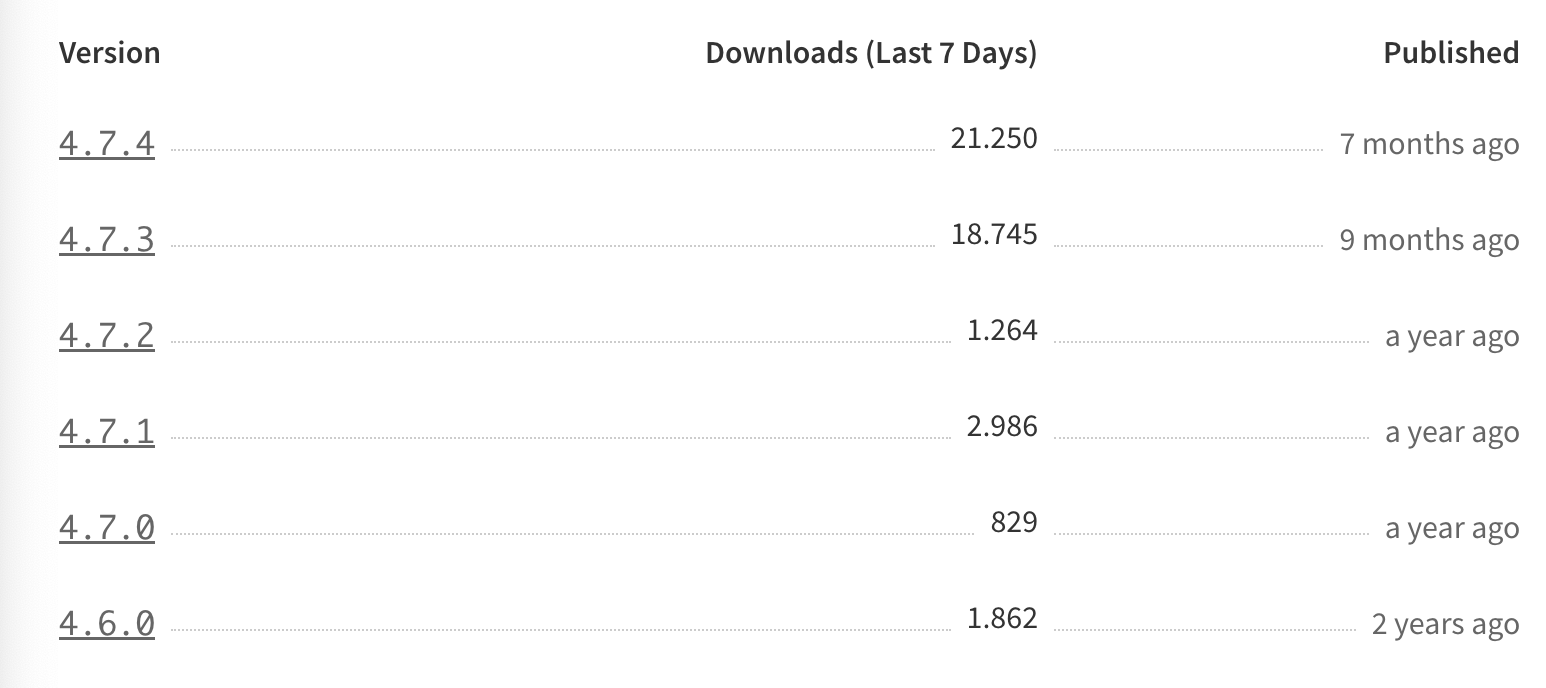 Version Downloads (Last 7 Days) Published
4.7.4 21.250 7 months ago
4.7.3 18.745 9 months ago
4.7.2 1.264 a year ago
4.7.1 2.986 a year ago
4.7.0 829 a year ago
4.6.0 1.862 2 years ago